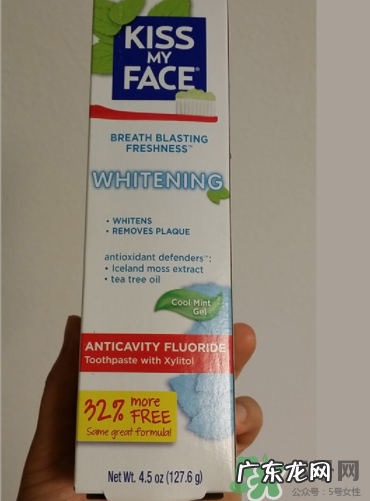 KISS
MY
FACE®
BREATH BLASTING
FRESHNESS™
WHITENING
• WHITENS
• REMOVES PLAQUE
antioxidant defenders™:
• Iceland moss extract
• tea tree oil
Cool Mint
Gel
ANTICAVITY FLUORIDE
Toothpaste with Xylitol
32% more
FREE
Same great formula!
Net Wt. 4.5 oz (127.6 g)
广东龙网网
公众号：5号女性